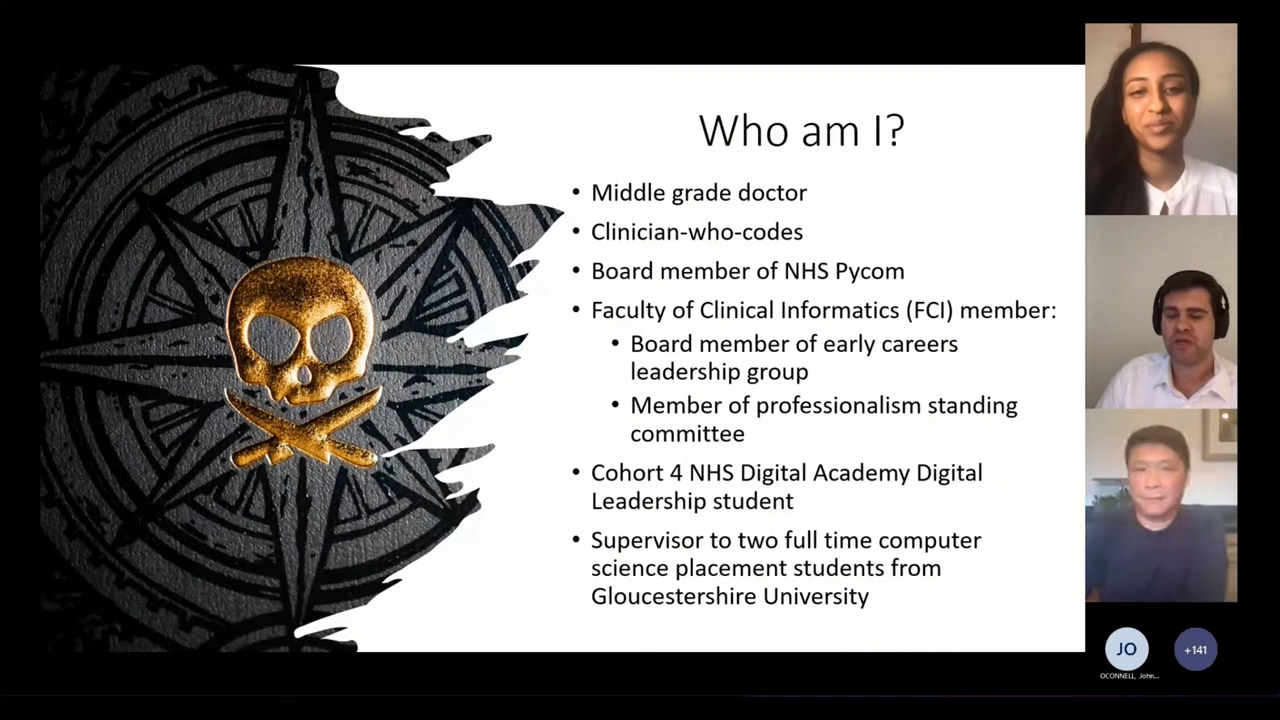 Who am I?
• Middle grade doctor
• Clinician-who-codes
• Board member of NHS Pycom
• Faculty of Clinical Informatics (FCI) member:
• Board member of early careers
leadership group
• Member of professionalism standing
committee
• Cohort 4 NHS Digital Academy Digital
Leadership student
• Supervisor to two full time computer
science placement students from
Gloucestershire University
JO
+141
OCONNELL, John...